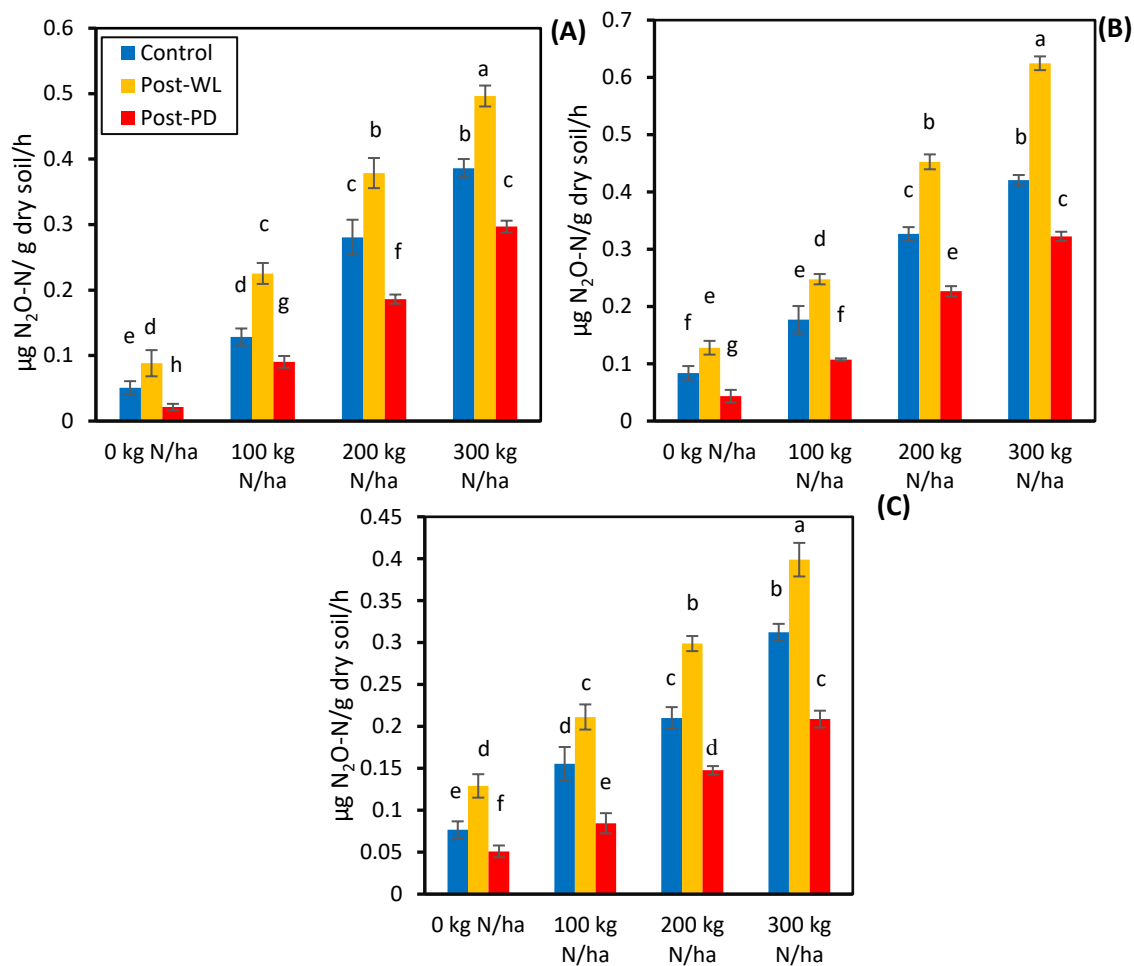 (A)
0.6
0.5
0.4
0.3
0.2
0.1
0
µg N₂O-N/ g dry soil/h
Control
Post-WL
Post-PD
e d h
d c g
c b f
b a c
0 kg N/ha
100 kg
N/ha
200 kg
N/ha
300 kg
N/ha
(B)
0.7
0.6
0.5
0.4
0.3
0.2
0.1
0
µg N₂O-N/g dry soil/h
f e g
e d f
c b e
b a c
0 kg N/ha
100 kg
N/ha
200 kg
N/ha
300 kg
N/ha
(C)
0.45
0.4
0.35
0.3
0.25
0.2
0.15
0.1
0.05
0
µg N₂O-N/g dry soil/h
e d f
d c e
c b d
b a c
0 kg N/ha
100 kg
N/ha
200 kg
N/ha
300 kg
N/ha